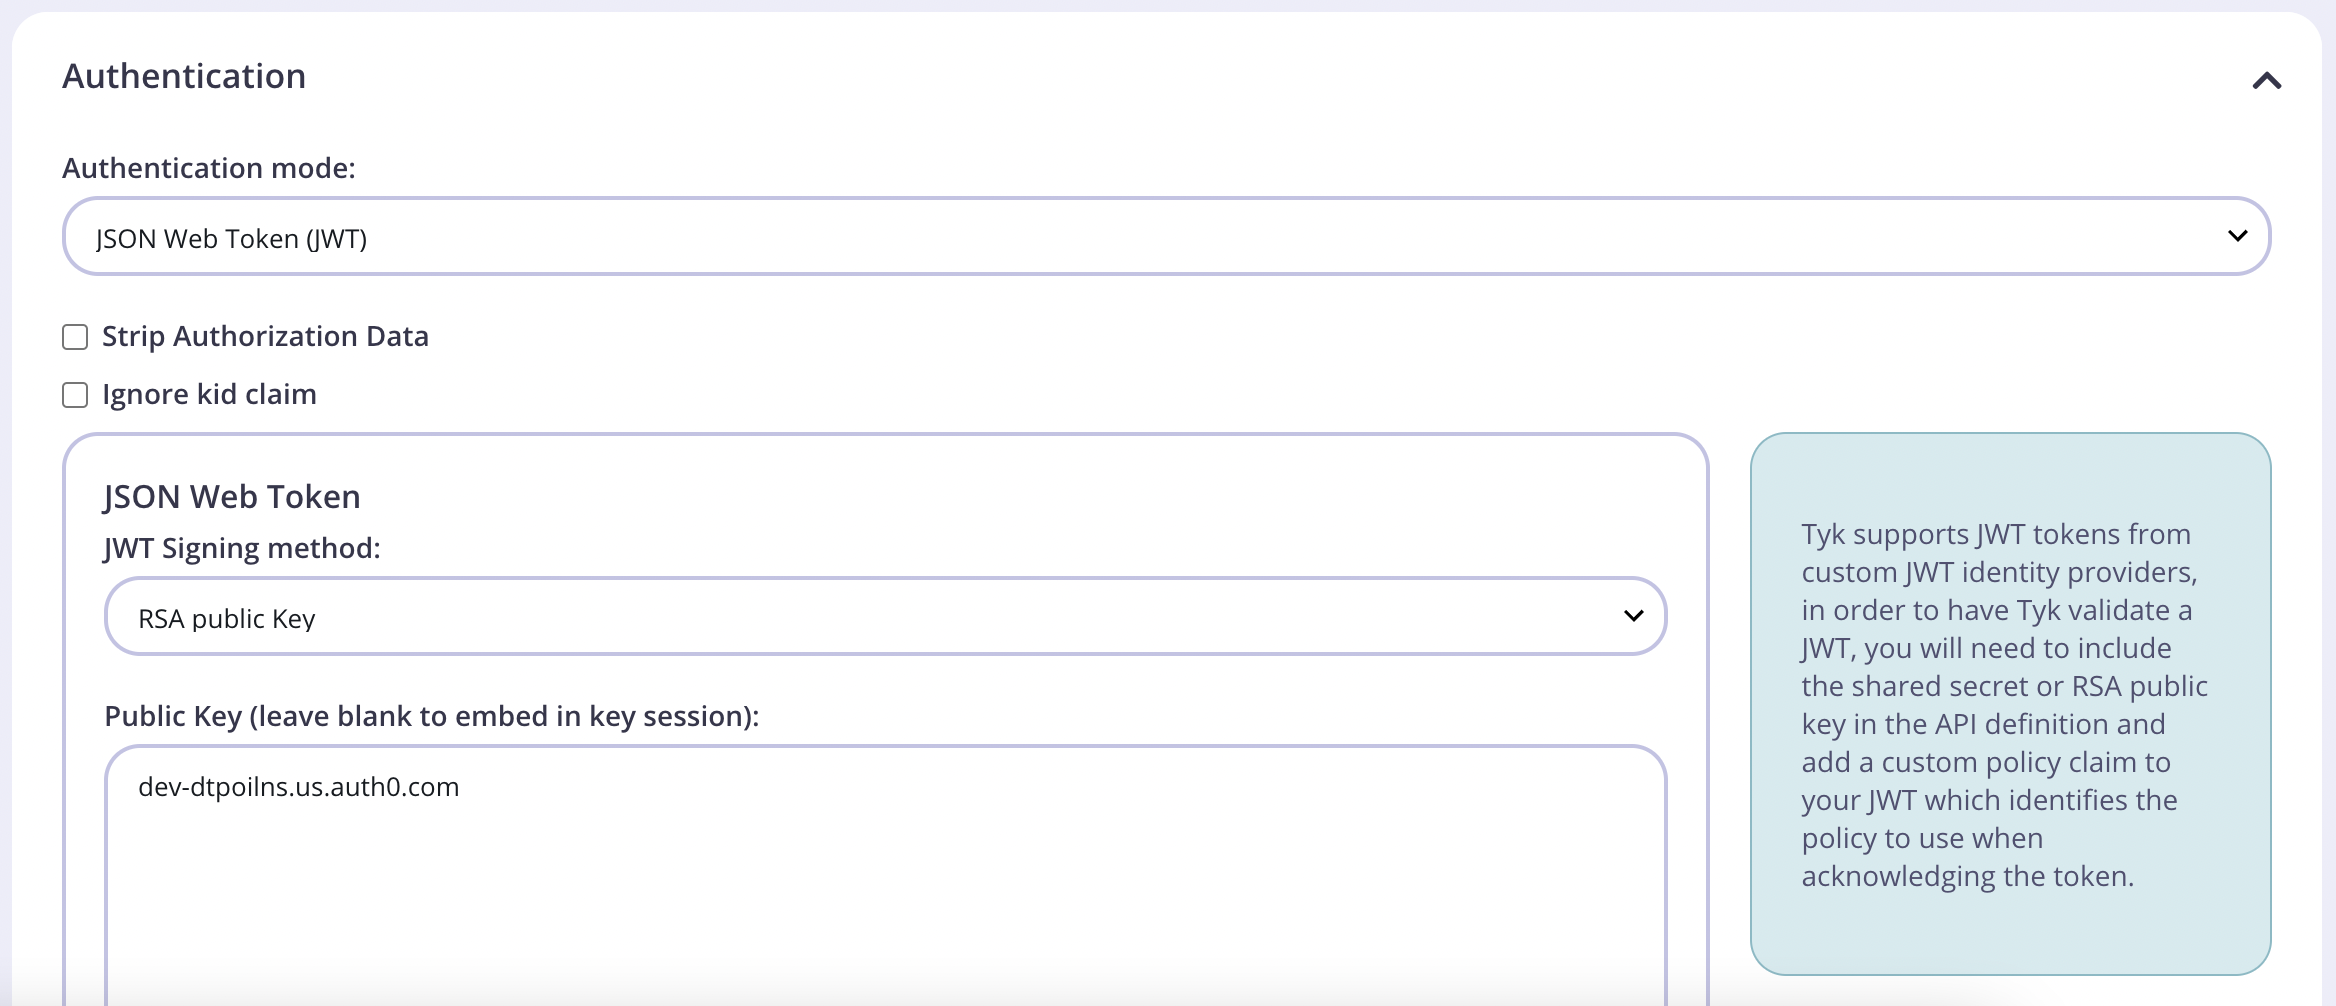 Authentication
Authentication mode:
JSON Web Token (JWT)
Strip Authorization Data
Ignore kid claim
JSON Web Token
JWT Signing method:
RSA public Key
Public Key (leave blank to embed in key session):
dev-dtpoilns.us.auth0.com
Tyk supports JWT tokens from
custom JWT identity providers,
in order to have Tyk validate a
JWT, you will need to include
the shared secret or RSA public
key in the API definition and
add a custom policy claim to
your JWT which identifies the
policy to use when
acknowledging the token.